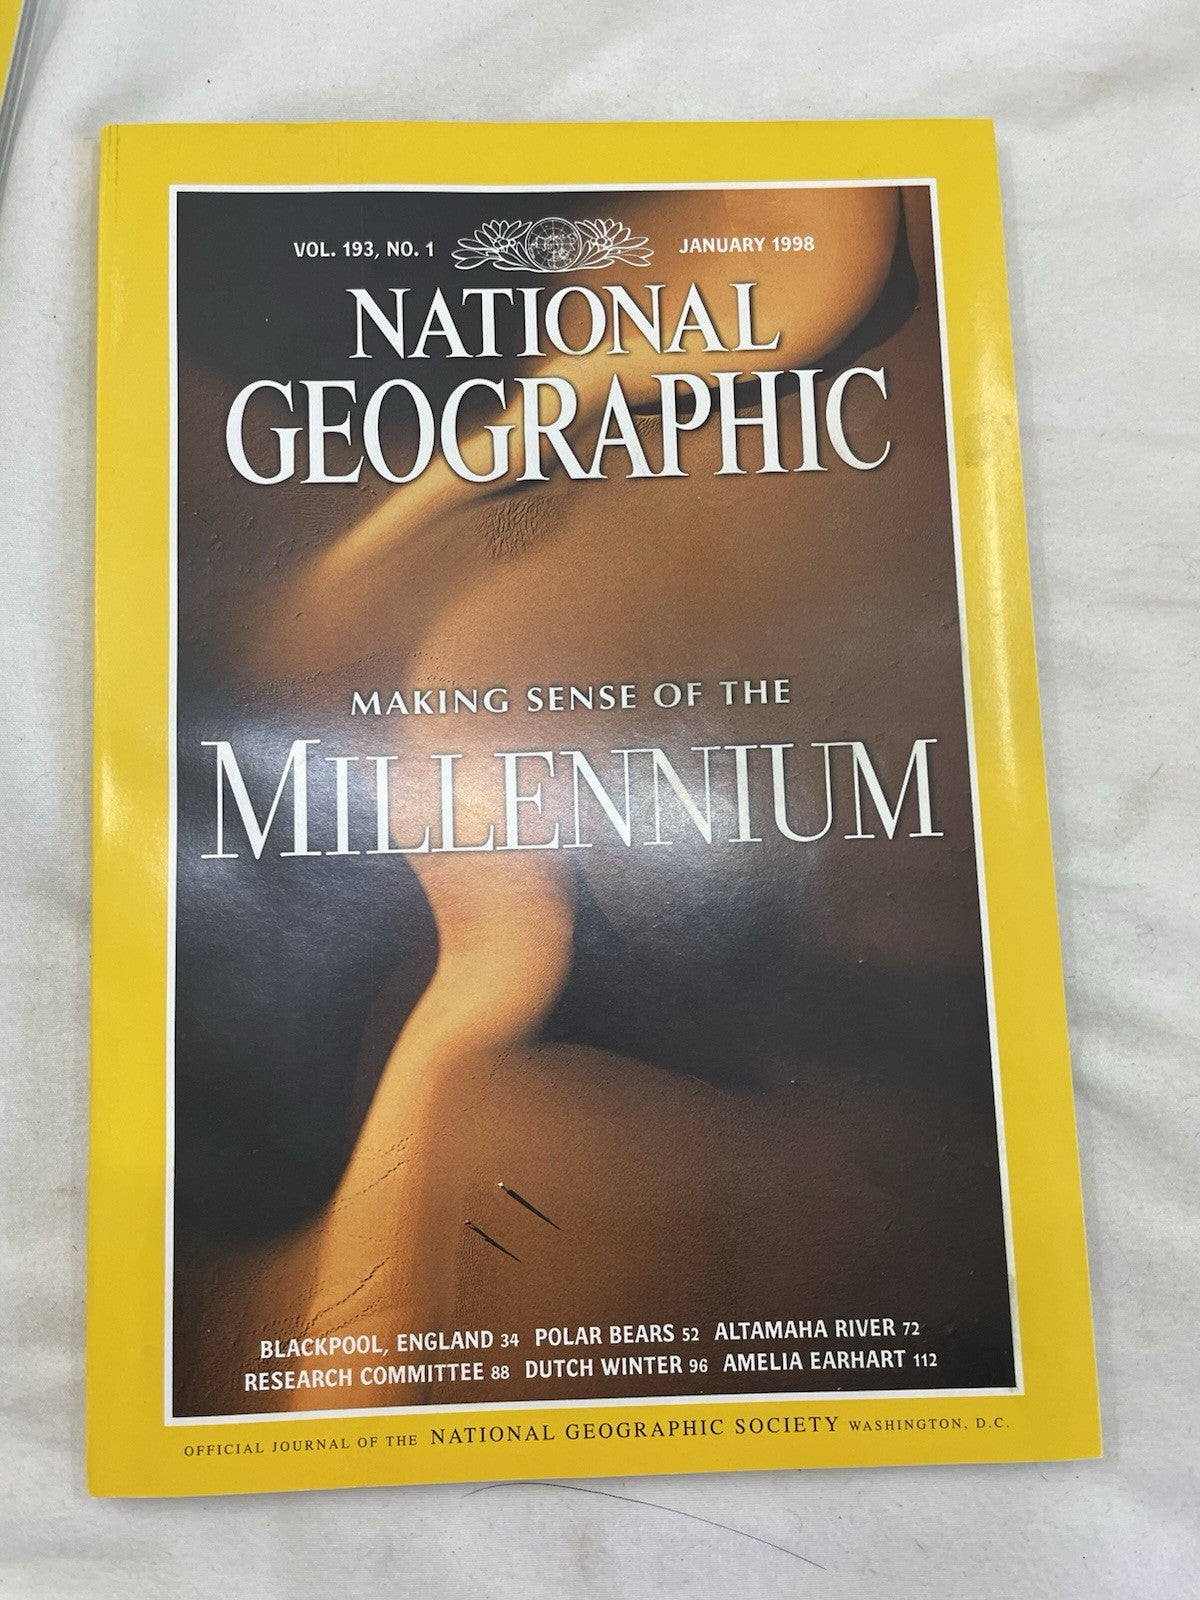 VOL. 193, NO. 1 JANUARY 1998
NATIONAL
GEOGRAPHIC
MAKING SENSE OF THE
MILLENNIUM
BLACKPOOL, ENGLAND 34 POLAR BEARS 52 ALTAMAHA RIVER 72
RESEARCH COMMITTEE 88 DUTCH WINTER 96 AMELIA EARHART 112
OFFICIAL JOURNAL OF THE NATIONAL GEOGRAPHIC SOCIETY WASHINGTON, D.C.